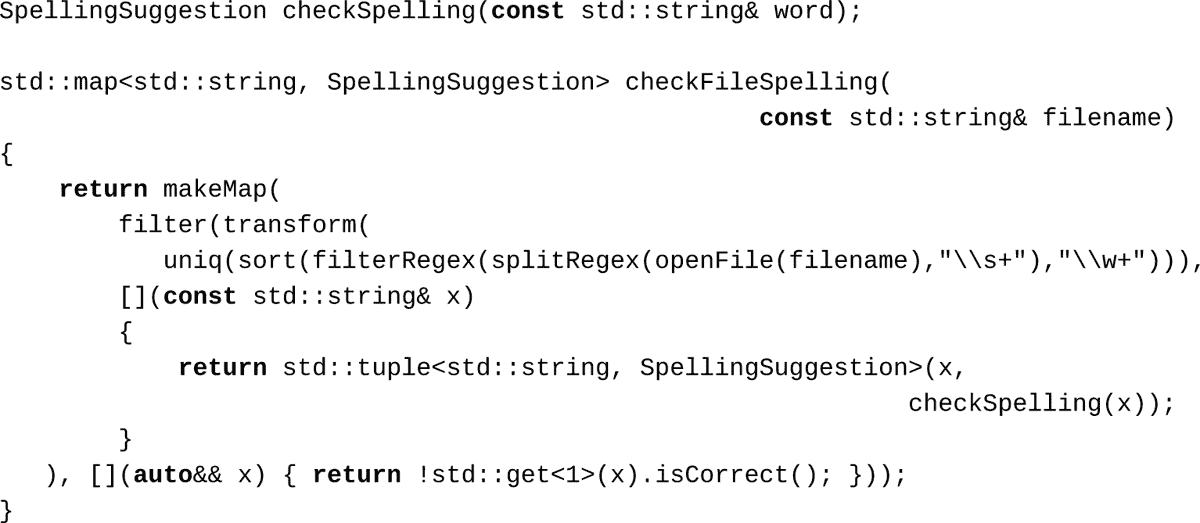 SpellingSuggestion checkSpelling(const std::string& word);

std::map<std::string, SpellingSuggestion> checkFileSpelling(
                                                   const std::string& filename)
{
    return makeMap(
        filter(transform(
           uniq(sort(filterRegex(splitRegex(openFile(filename),"\\s+"),"\\w+"))),
        [](const std::string& x)
        {
            return std::tuple<std::string, SpellingSuggestion>(x,
                                                             checkSpelling(x));
        }
   ), [](auto&& x) { return !std::get<1>(x).isCorrect(); }));
}